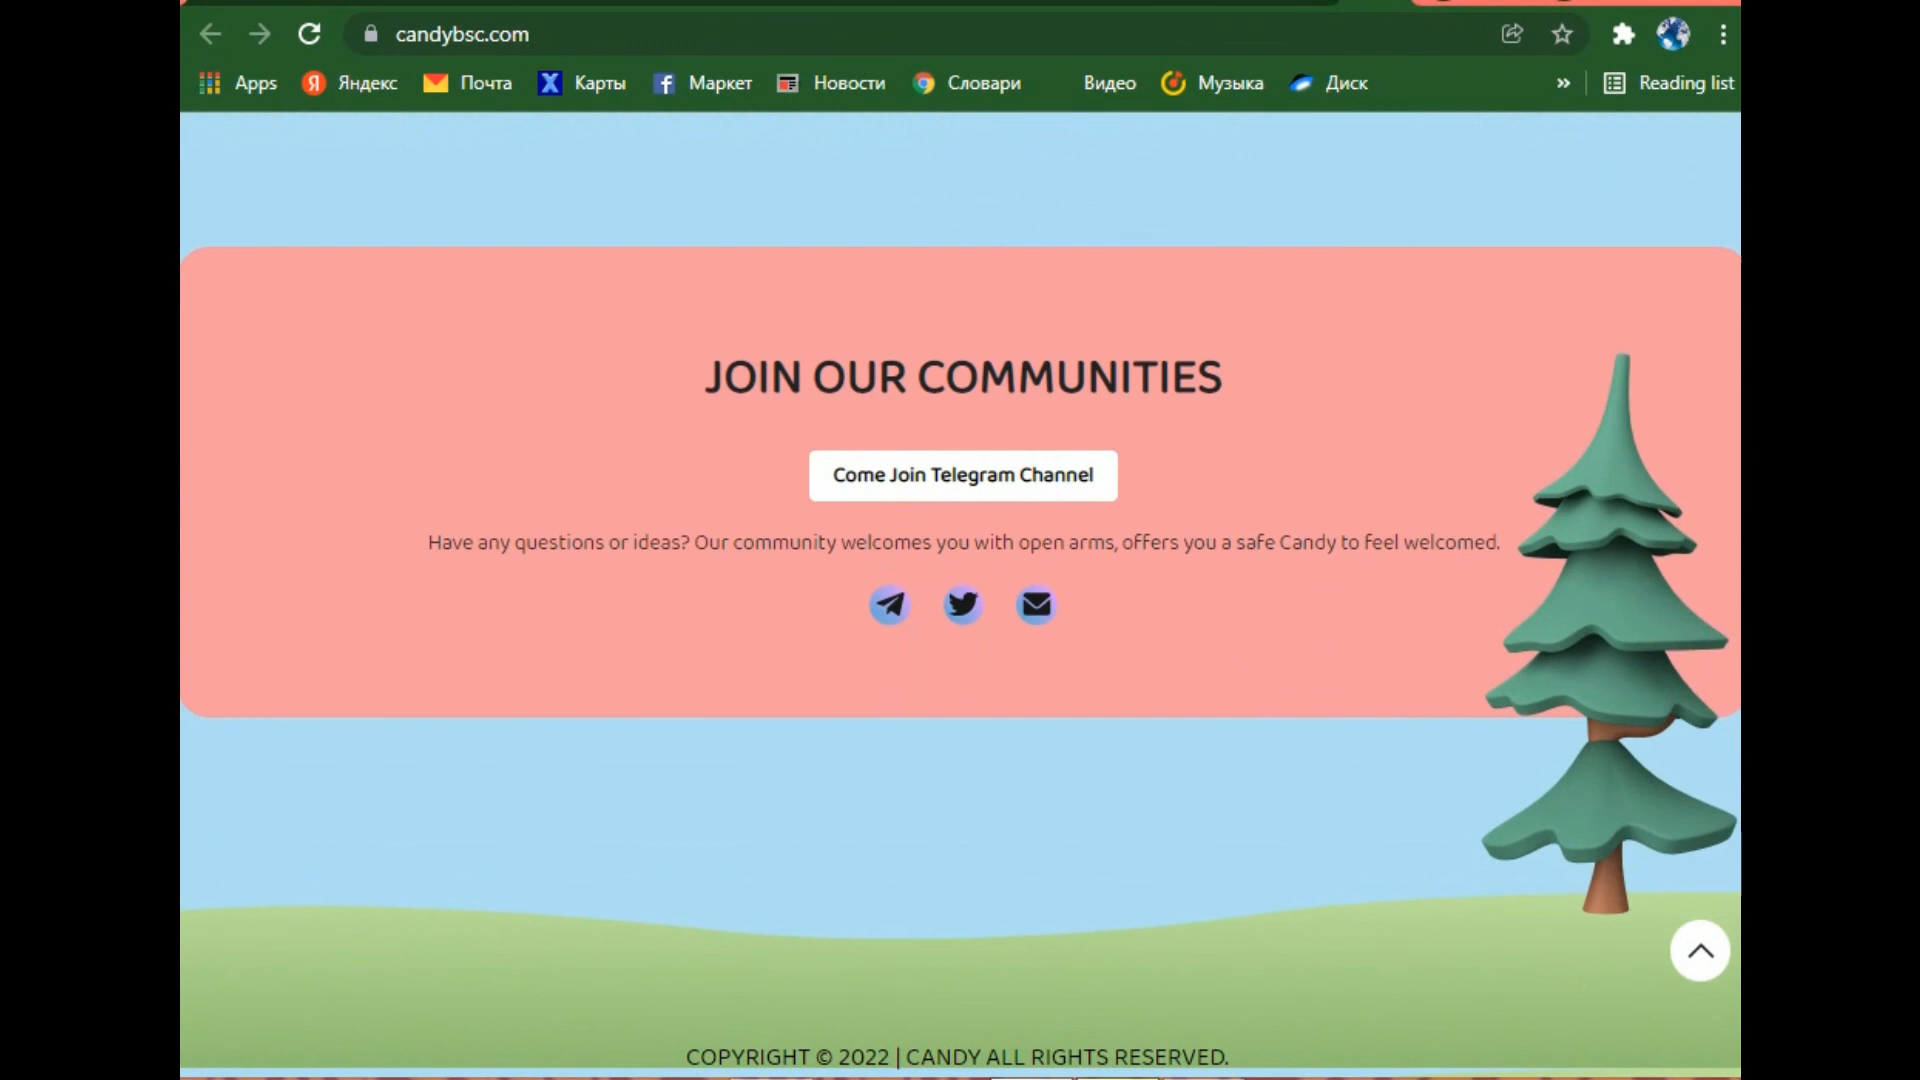 candybsc.com
Apps Яндекс Почта Карты Маркет Новости Словари Видео Музыка Диск » Reading list
JOIN OUR COMMUNITIES
Come Join Telegram Channel
Have any questions or ideas? Our community welcomes you with open arms, offers you a safe Candy to feel welcomed.
COPYRIGHT © 2022 | CANDY ALL RIGHTS RESERVED.